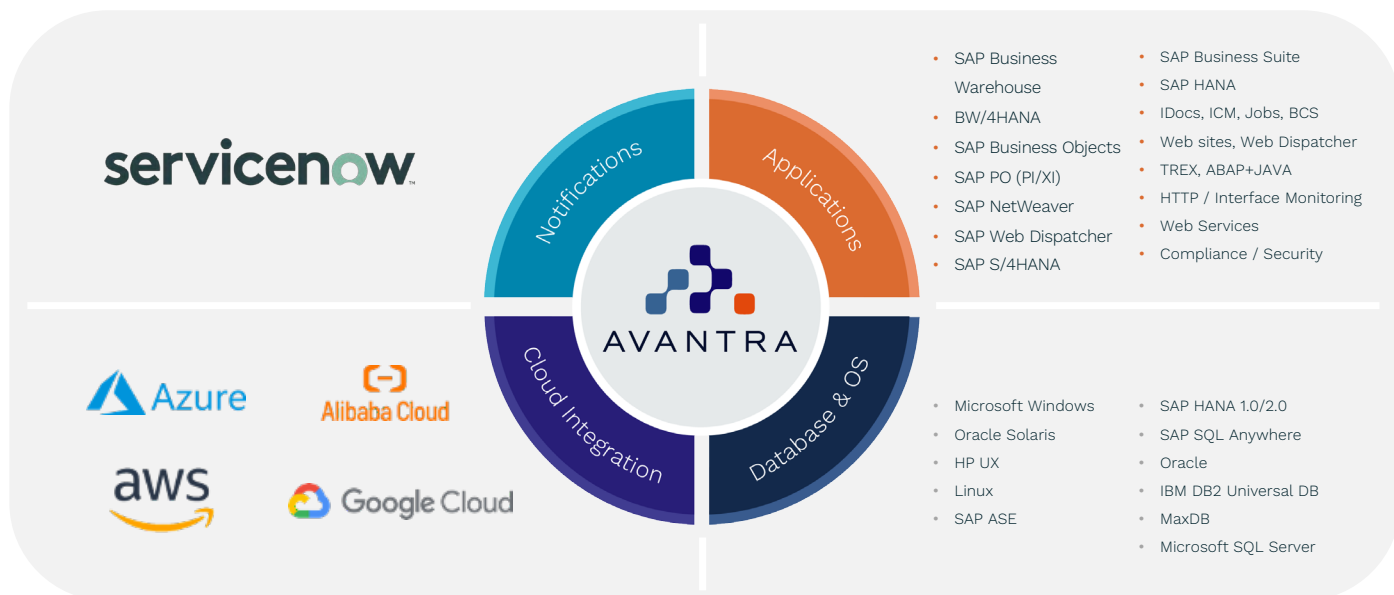 servicenow
™
Notifications
Applications
SAP Business
Warehouse
BW/4HANA
SAP Business Objects
SAP PO (PI/XI)
SAP NetWeaver
SAP Web Dispatcher
SAP S/4HANA
SAP Business Suite
SAP HANA
IDocs, ICM, Jobs, BCS
Web sites, Web Dispatcher
TREX, ABAP+JAVA
HTTP / Interface Monitoring
Web Services
Compliance / Security
AVANTRA
Azure
Alibaba Cloud
aws
Google Cloud
Cloud Integration
Database & OS
Microsoft Windows
Oracle Solaris
HP UX
Linux
SAP ASE
SAP HANA 1.0/2.0
SAP SQL Anywhere
Oracle
IBM DB2 Universal DB
MaxDB
Microsoft SQL Server